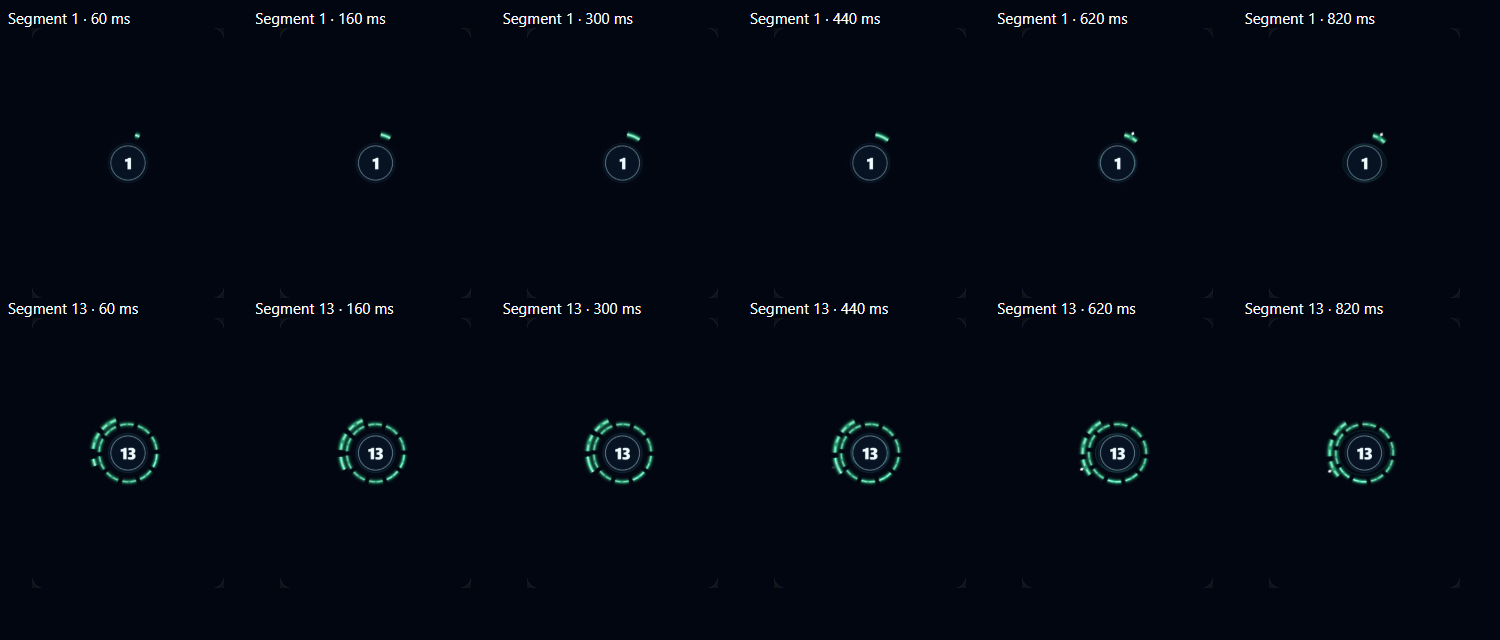 Segment 1 · 60 ms
Segment 1 · 160 ms
Segment 1 · 300 ms
Segment 1 · 440 ms
Segment 1 · 620 ms
Segment 1 · 820 ms
1
1
1
1
1
1
Segment 13 · 60 ms
Segment 13 · 160 ms
Segment 13 · 300 ms
Segment 13 · 440 ms
Segment 13 · 620 ms
Segment 13 · 820 ms
13
13
13
13
13
13